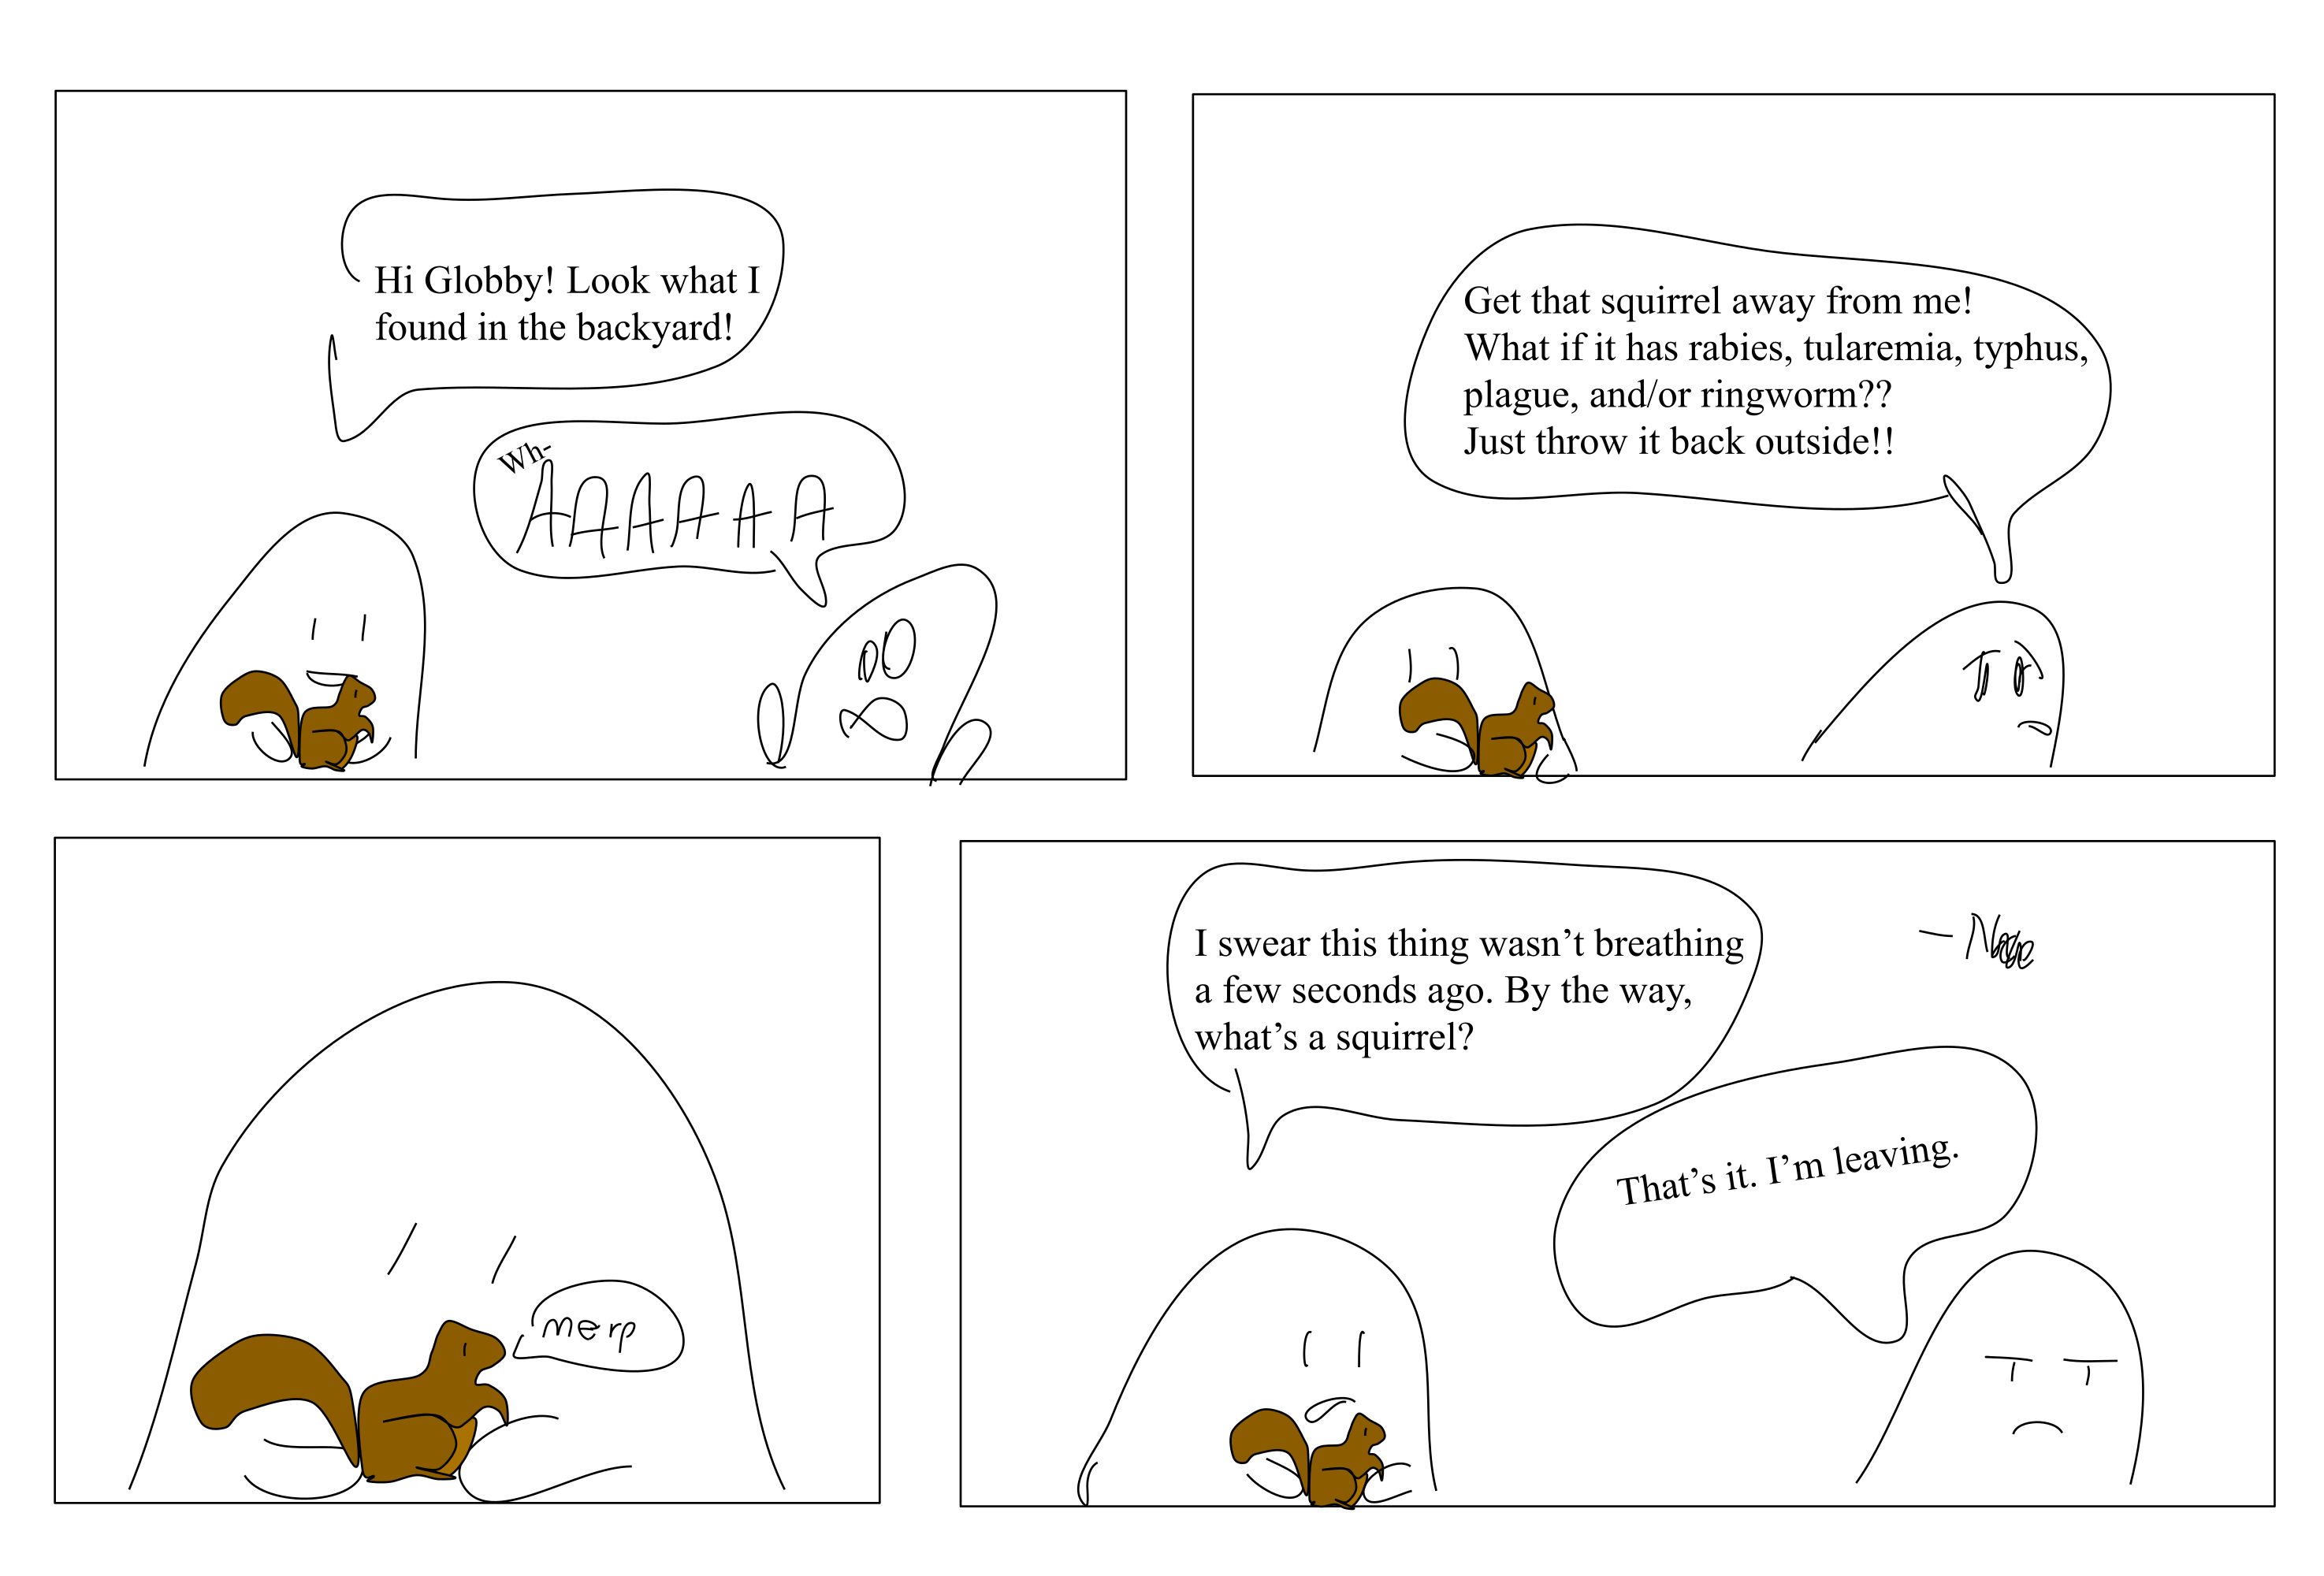 Hi Globby! Look what I
found in the backyard!
Wh-
AAAAAA
Get that squirrel away from me!
What if it has rabies, tularemia, typhus,
plague, and/or ringworm??
Just throw it back outside!!
merp
I swear this thing wasn’t breathing
a few seconds ago. By the way,
what’s a squirrel?
That’s it. I’m leaving.